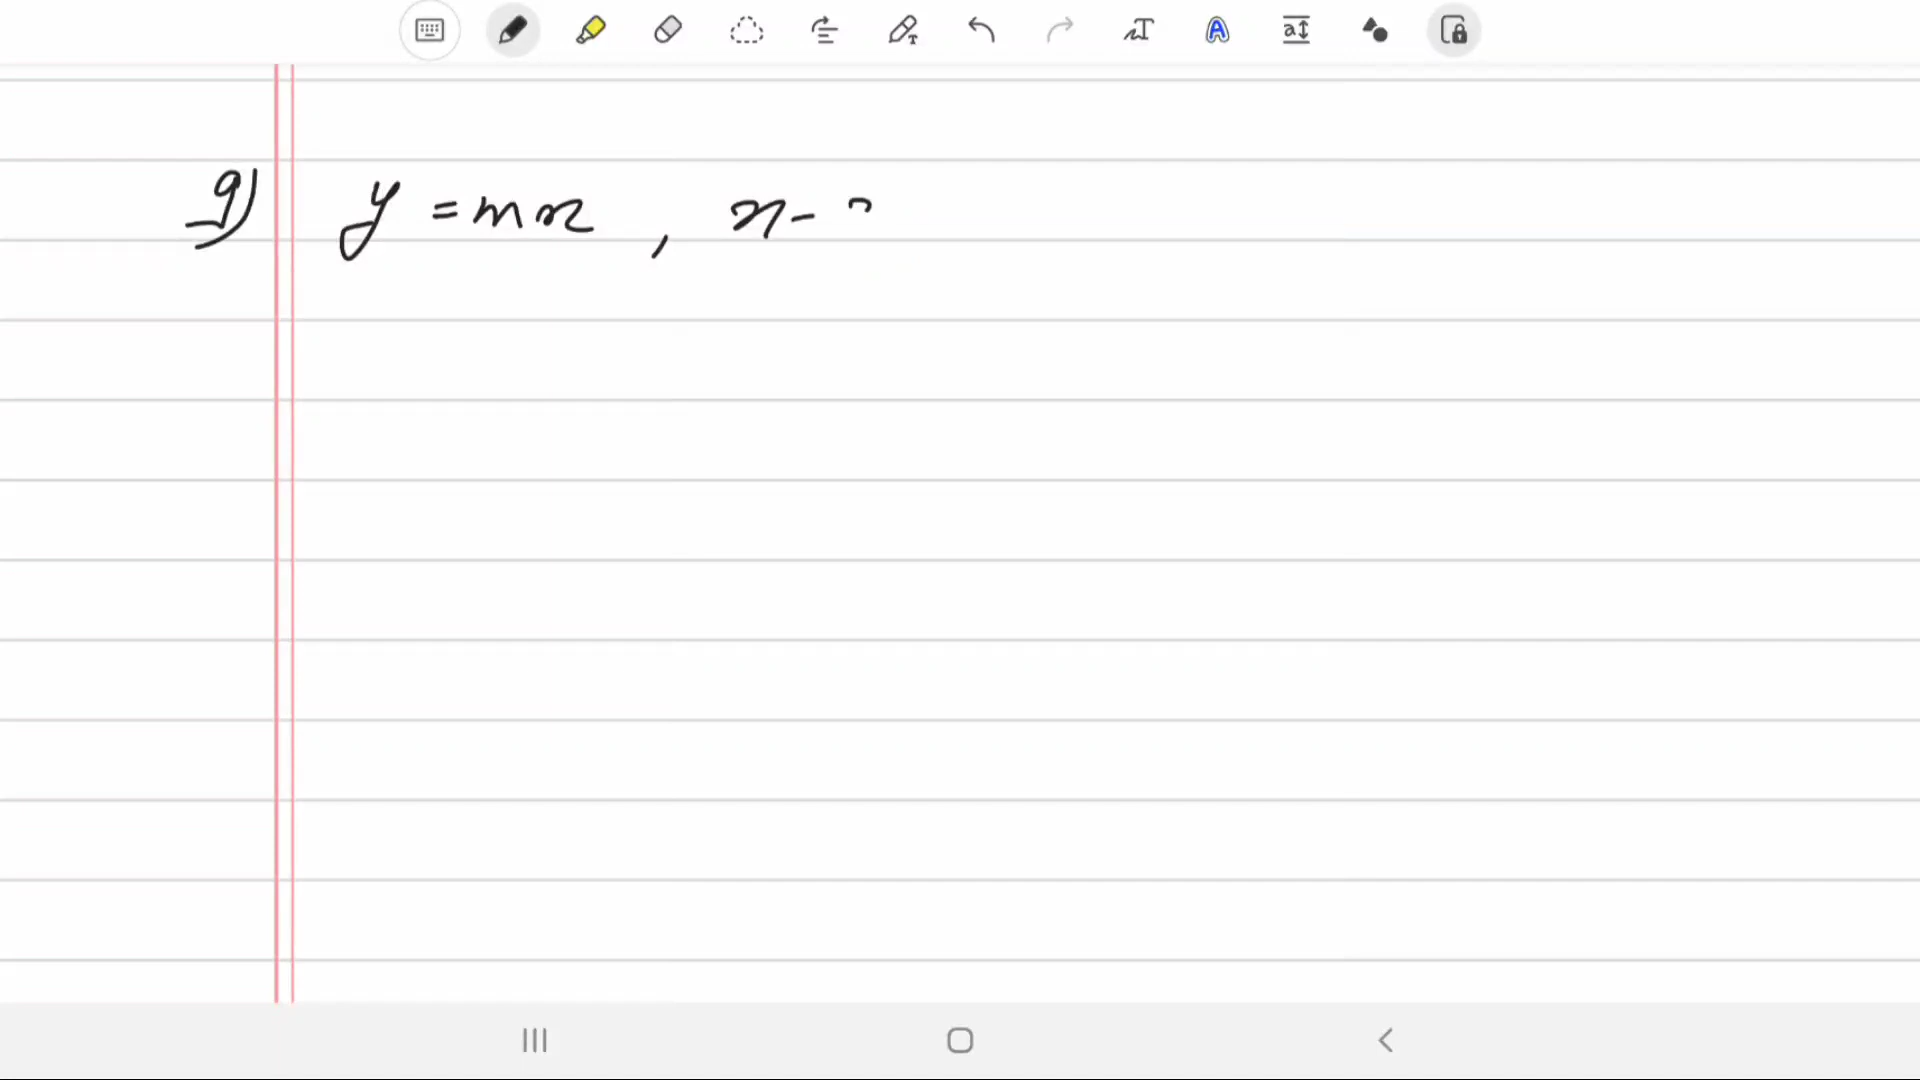 9) y = mx , x -